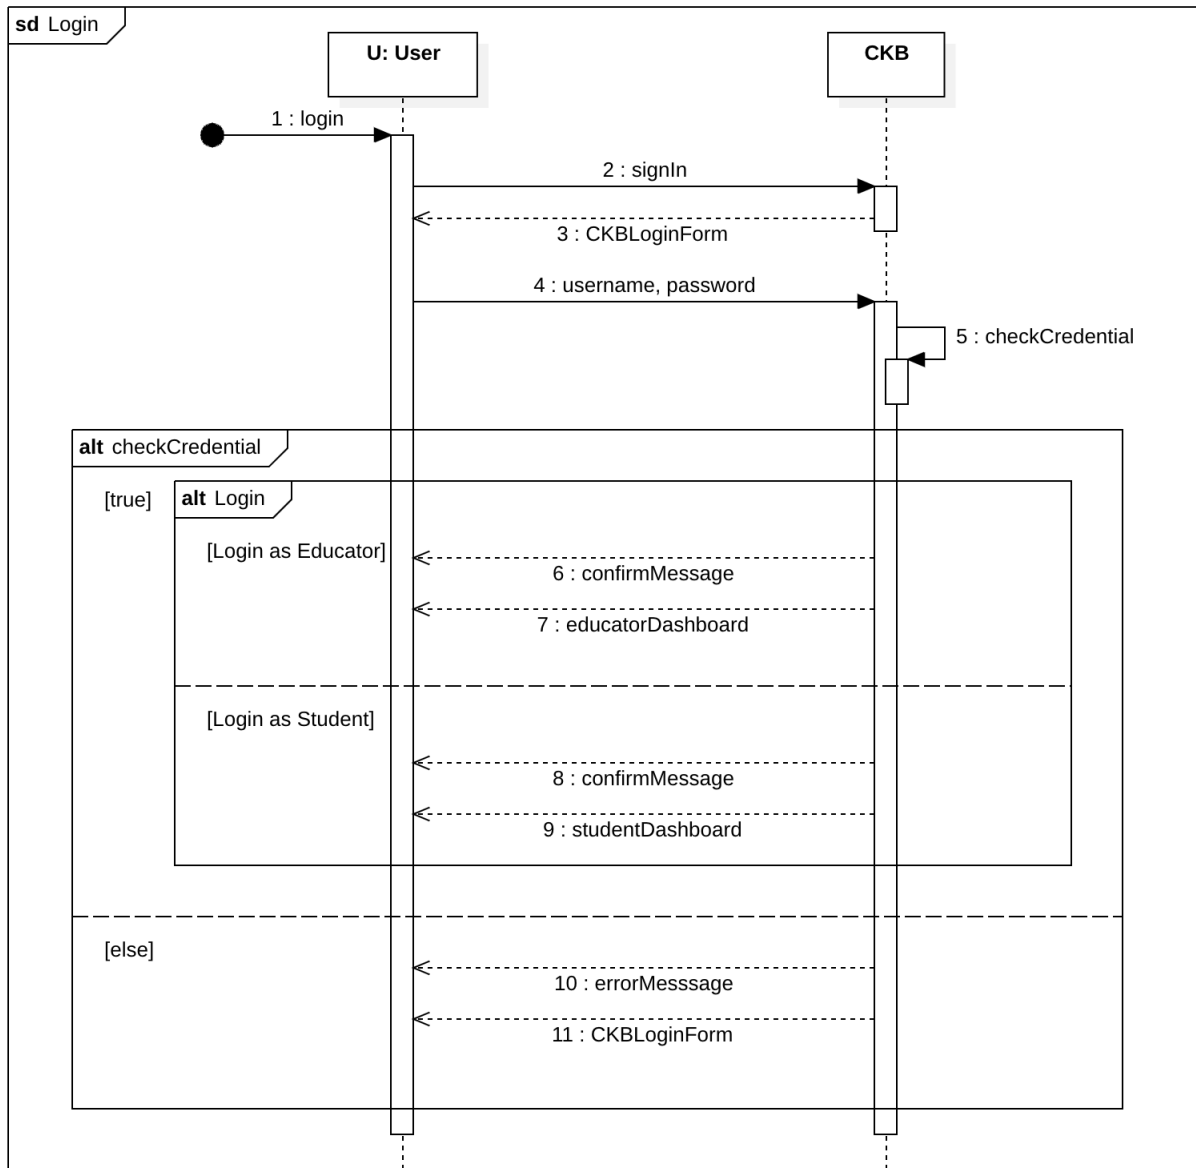 sd Login
U: User
CKB
1 : login
2 : signIn
3 : CKBLoginForm
4 : username, password
5 : checkCredential
alt checkCredential
[true]
alt Login
[Login as Educator]
6 : confirmMessage
7 : educatorDashboard
[Login as Student]
8 : confirmMessage
9 : studentDashboard
[else]
10 : errorMesssage
11 : CKBLoginForm